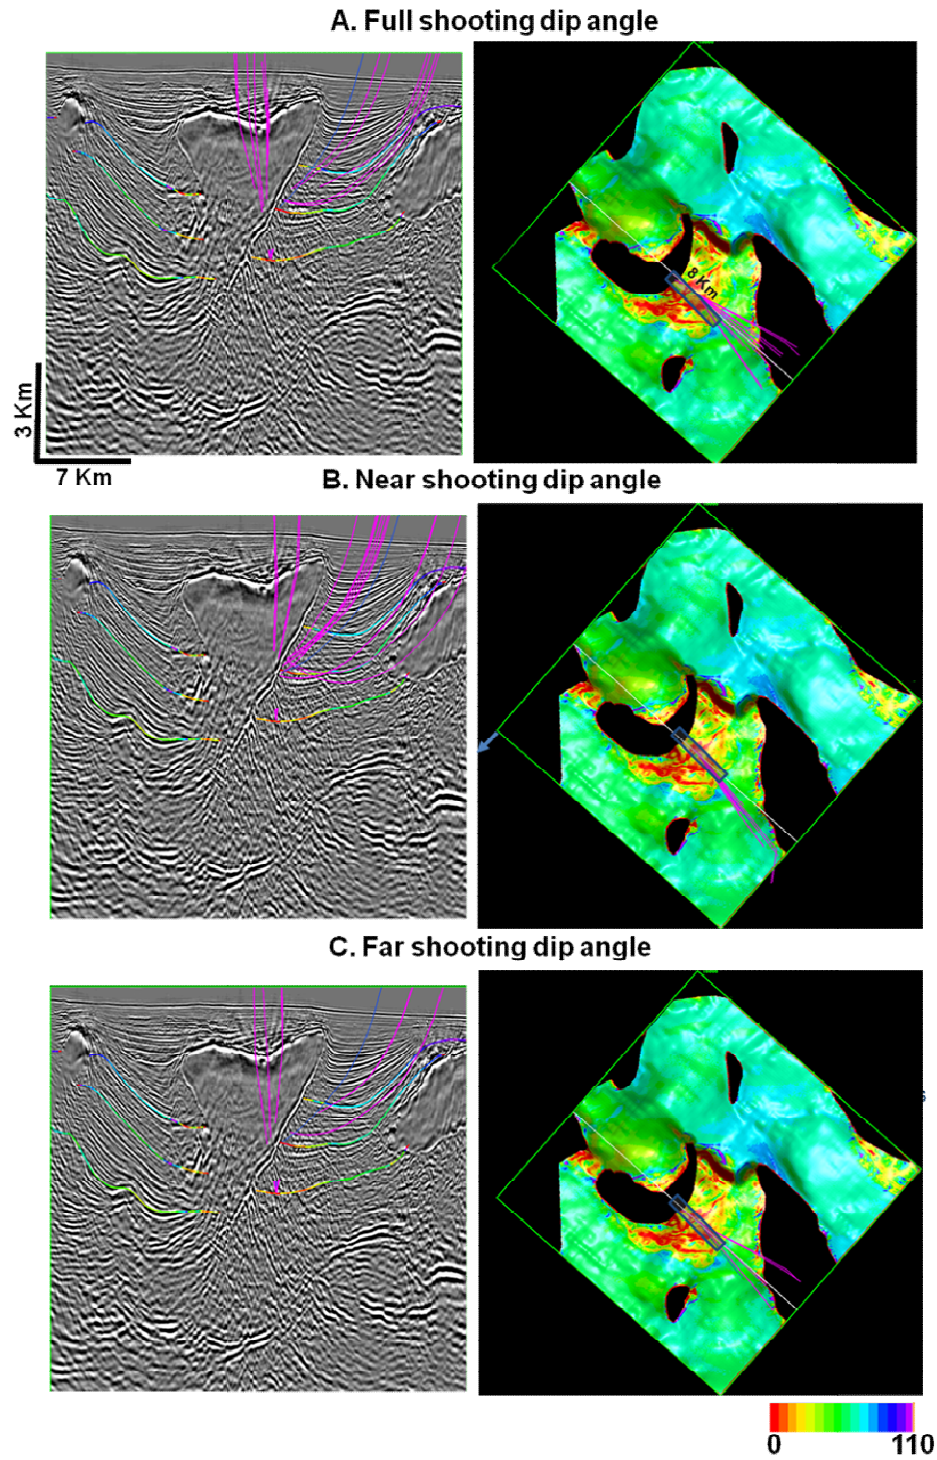 A. Full shooting dip angle
8 Km
3 Km
7 Km
B. Near shooting dip angle
C. Far shooting dip angle
0
110